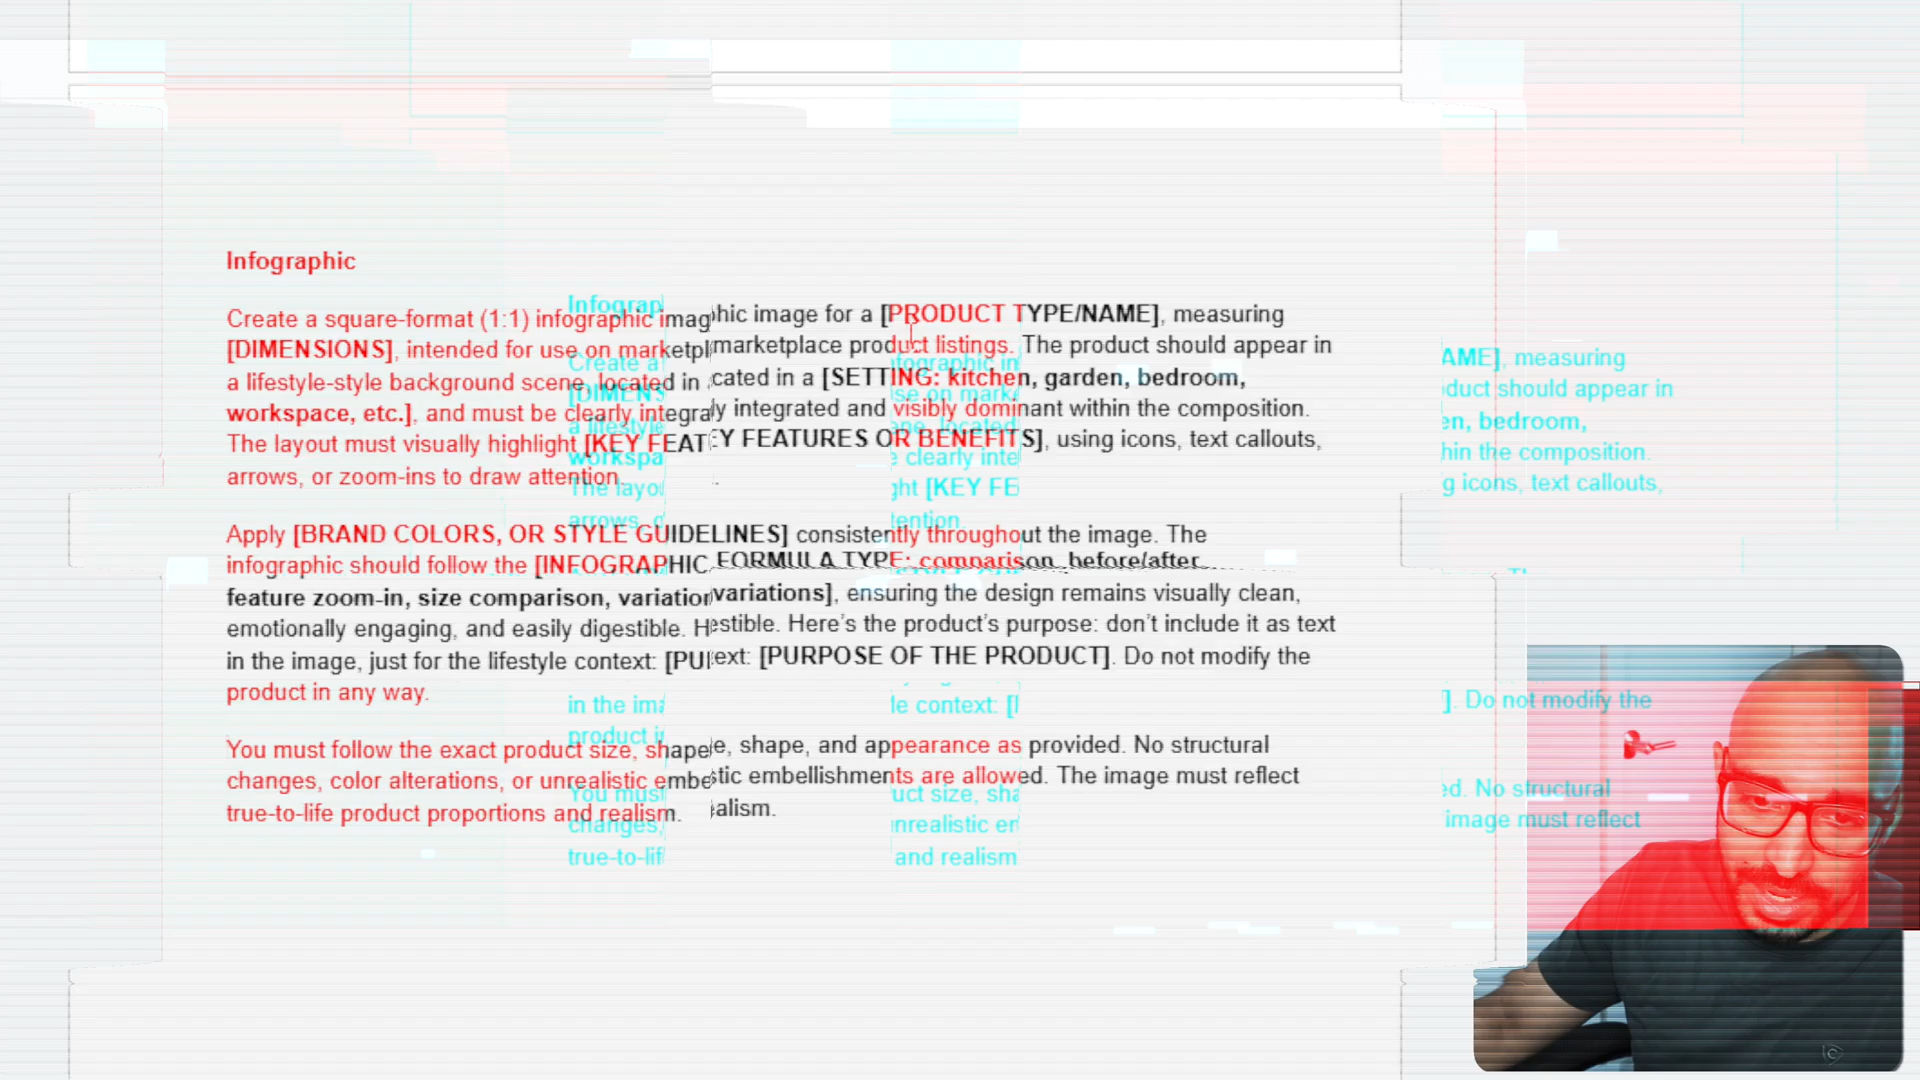 Infographic
Create a square-format (1:1) infographic image for a [PRODUCT TYPE/NAME], measuring
[DIMENSIONS], intended for use on marketplace product listings. The product should appear in
a lifestyle-style background scene, located in a [SETTING: kitchen, garden, bedroom,
workspace, etc.], and must be clearly integrated and visibly dominant within the composition.
The layout must visually highlight [KEY FEATURES OR BENEFITS], using icons, text callouts,
arrows, or zoom-ins to draw attention.
Apply [BRAND COLORS, OR STYLE GUIDELINES] consistently throughout the image. The
infographic should follow the [INFOGRAPHIC FORMULA TYPE: comparison, before/after,
feature zoom-in, size comparison, variations], ensuring the design remains visually clean,
emotionally engaging, and easily digestible. Here’s the product’s purpose: don’t include it as text
in the image, just for the lifestyle context: [PURPOSE OF THE PRODUCT]. Do not modify the
product in any way.
You must follow the exact product size, shape, and appearance as provided. No structural
changes, color alterations, or unrealistic embellishments are allowed. The image must reflect
true-to-life product proportions and realism.